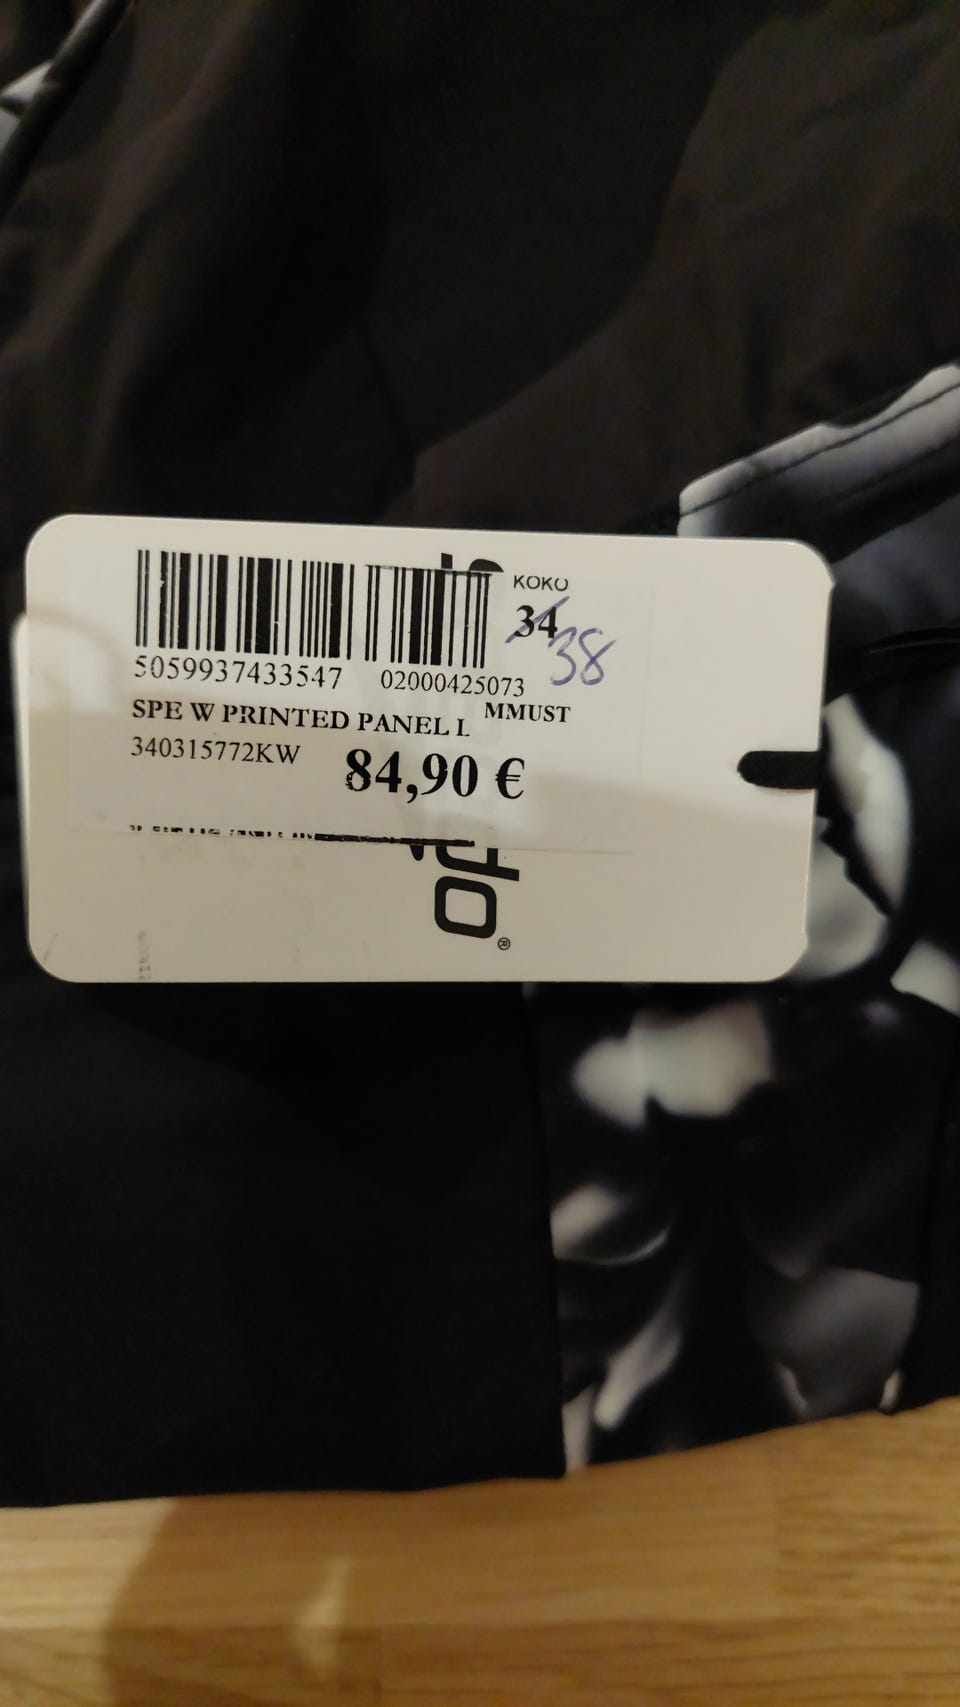 KOKO
34
38
5059937433547 02000425073
SPE W PRINTED PANEL L MMUST
340315772KW 84,90 €
®